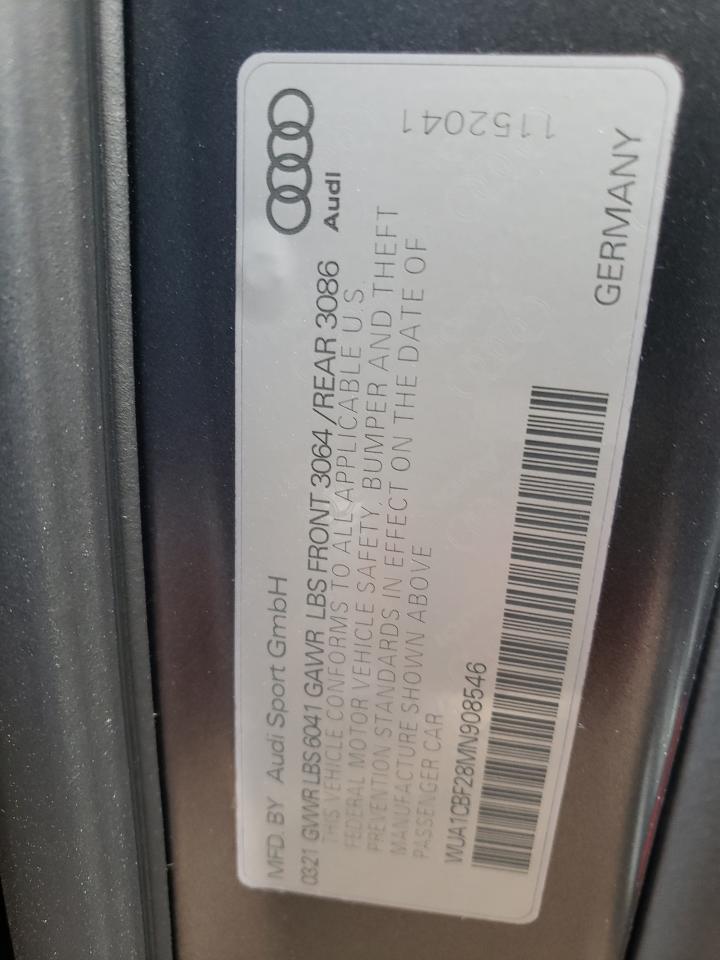 MFD. BY Audi Sport GmbH
0321 GVWR LBS 6041 GAWR LBS FRONT 3064 / REAR 3086
THIS VEHICLE CONFORMS TO ALL APPLICABLE U.S.
FEDERAL MOTOR VEHICLE SAFETY, BUMPER AND THEFT
PREVENTION STANDARDS IN EFFECT ON THE DATE OF
MANUFACTURE SHOWN ABOVE
PASSENGER CAR
WUA1CBF28MN908546
Audi
1152041
GERMANY